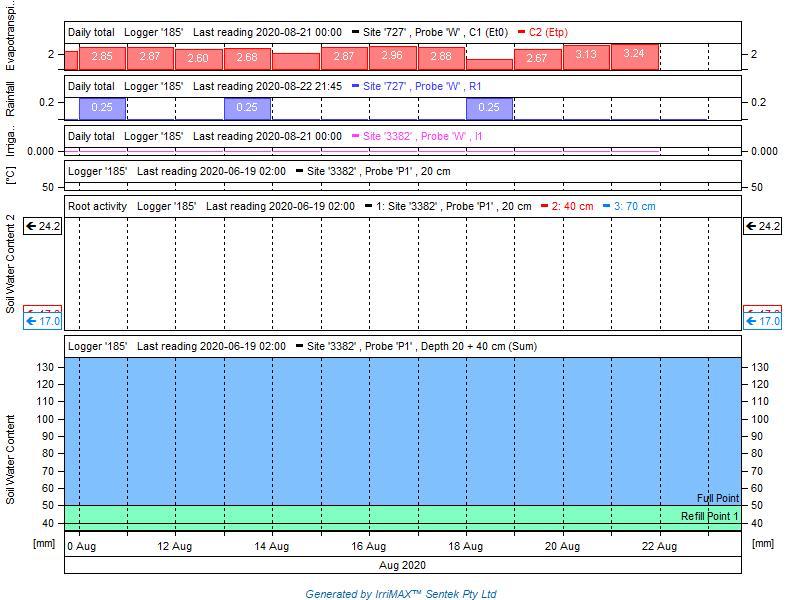 Evapotranspi..
Daily total Logger '185' Last reading 2020-08-21 00:00 Site '727' , Probe 'W' , C1 (Et0) C2 (Etp)
2 2.85 2.87 2.60 2.68 2.87 2.96 2.88 2.67 3.13 3.24 2
Rainfall
Daily total Logger '185' Last reading 2020-08-22 21:45 Site '727' , Probe 'W' , R1
0.2 0.25 0.25 0.25 0.2
Irriga..
Daily total Logger '185' Last reading 2020-08-21 00:00 Site '3382' , Probe 'W' , I1
0.000 0.000
[°C]
Logger '185' Last reading 2020-06-19 02:00 Site '3382' , Probe 'P1' , 20 cm
50 50
Soil Water Content 2
Root activity Logger '185' Last reading 2020-06-19 02:00 1: Site '3382' , Probe 'P1' , 20 cm 2: 40 cm 3: 70 cm
← 24.2 ← 24.2
← 17.0 ← 17.0
Soil Water Content
Logger '185' Last reading 2020-06-19 02:00 Site '3382' , Probe 'P1' , Depth 20 + 40 cm (Sum)
130 130
120 120
110 110
100 100
90 90
80 80
70 70
60 60
Full Point
50 50
Refill Point 1
40 40
[mm] 0 Aug 12 Aug 14 Aug 16 Aug 18 Aug 20 Aug 22 Aug [mm]
Aug 2020
Generated by IrriMAX™ Sentek Pty Ltd